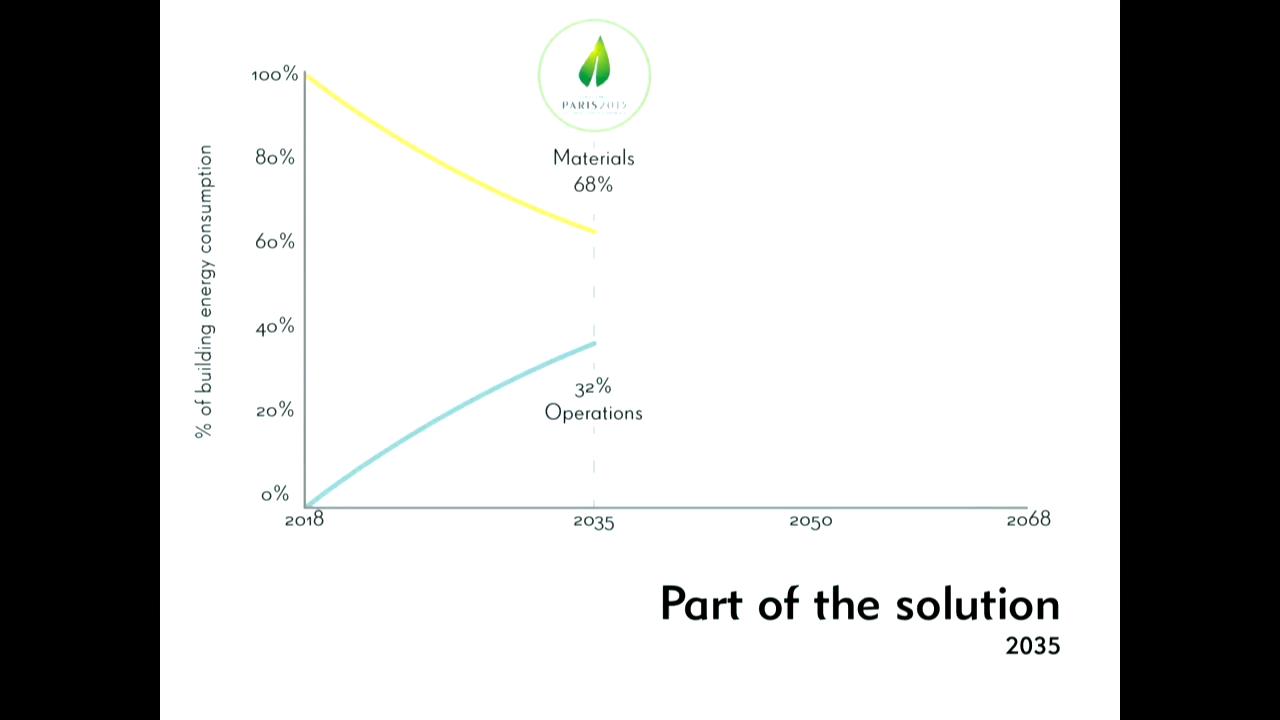 PARIS2015
100%
80%
60%
40%
20%
0%
% of building energy consumption
Materials
68%
32%
Operations
2018
2035
2050
2068
Part of the solution
2035